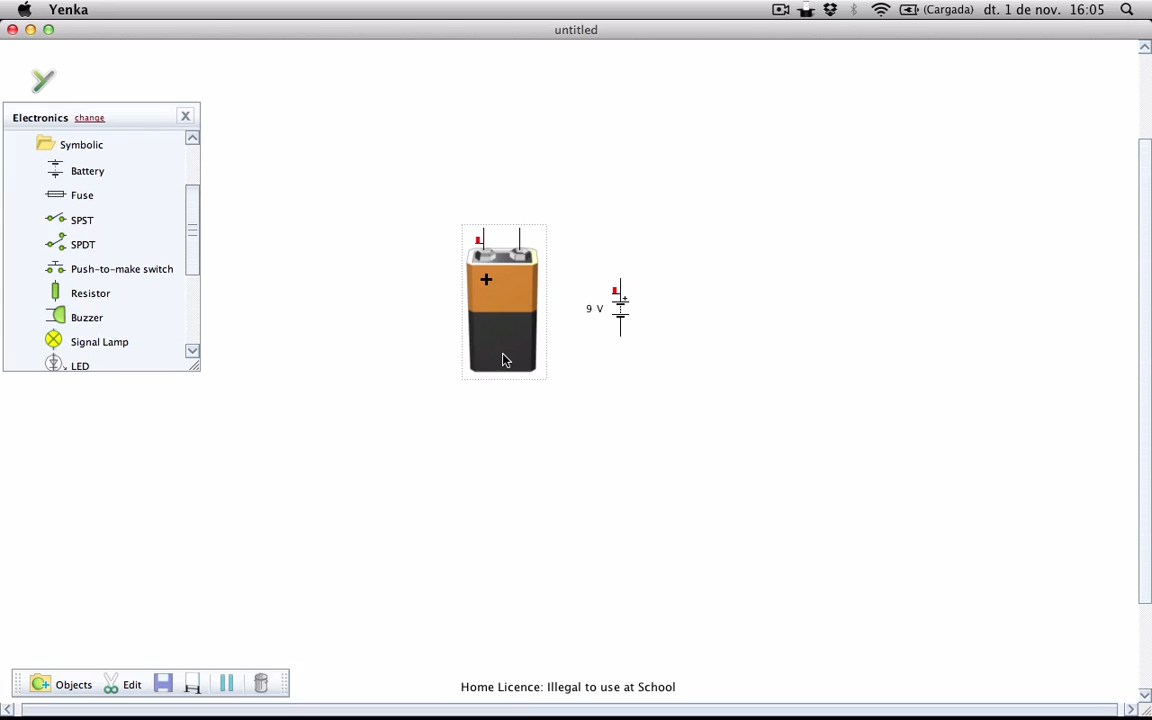 Yenka
(Cargada) dt. 1 de nov. 16:05
untitled
Electronics change
Symbolic
Battery
Fuse
SPST
SPDT
Push-to-make switch
Resistor
Buzzer
Signal Lamp
LED
+
+
9 V
Objects Edit
Home Licence: Illegal to use at School